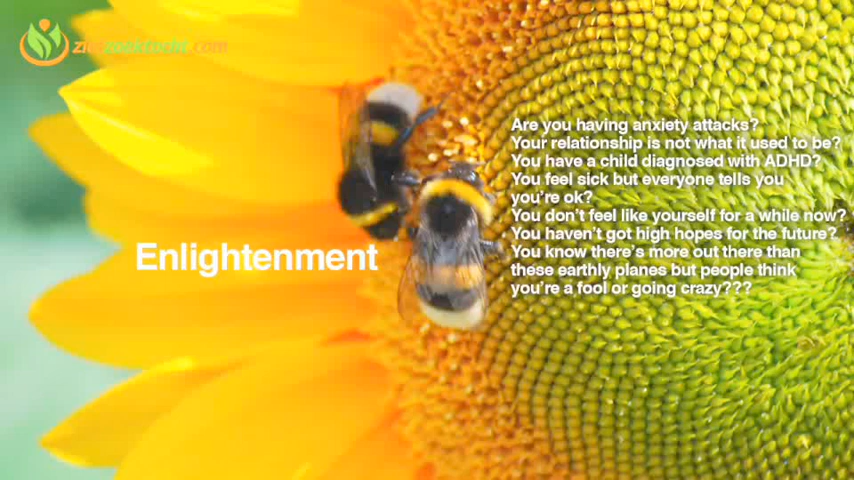 Enlightenment
Are you having anxiety attacks?
Your relationship is not what it used to be?
You have a child diagnosed with ADHD?
You feel sick but everyone tells you
you're ok?
You don't feel like yourself for a while now?
You haven't got high hopes for the future?
You know there's more out there than
these earthly planes but people think
you're a fool or going crazy???